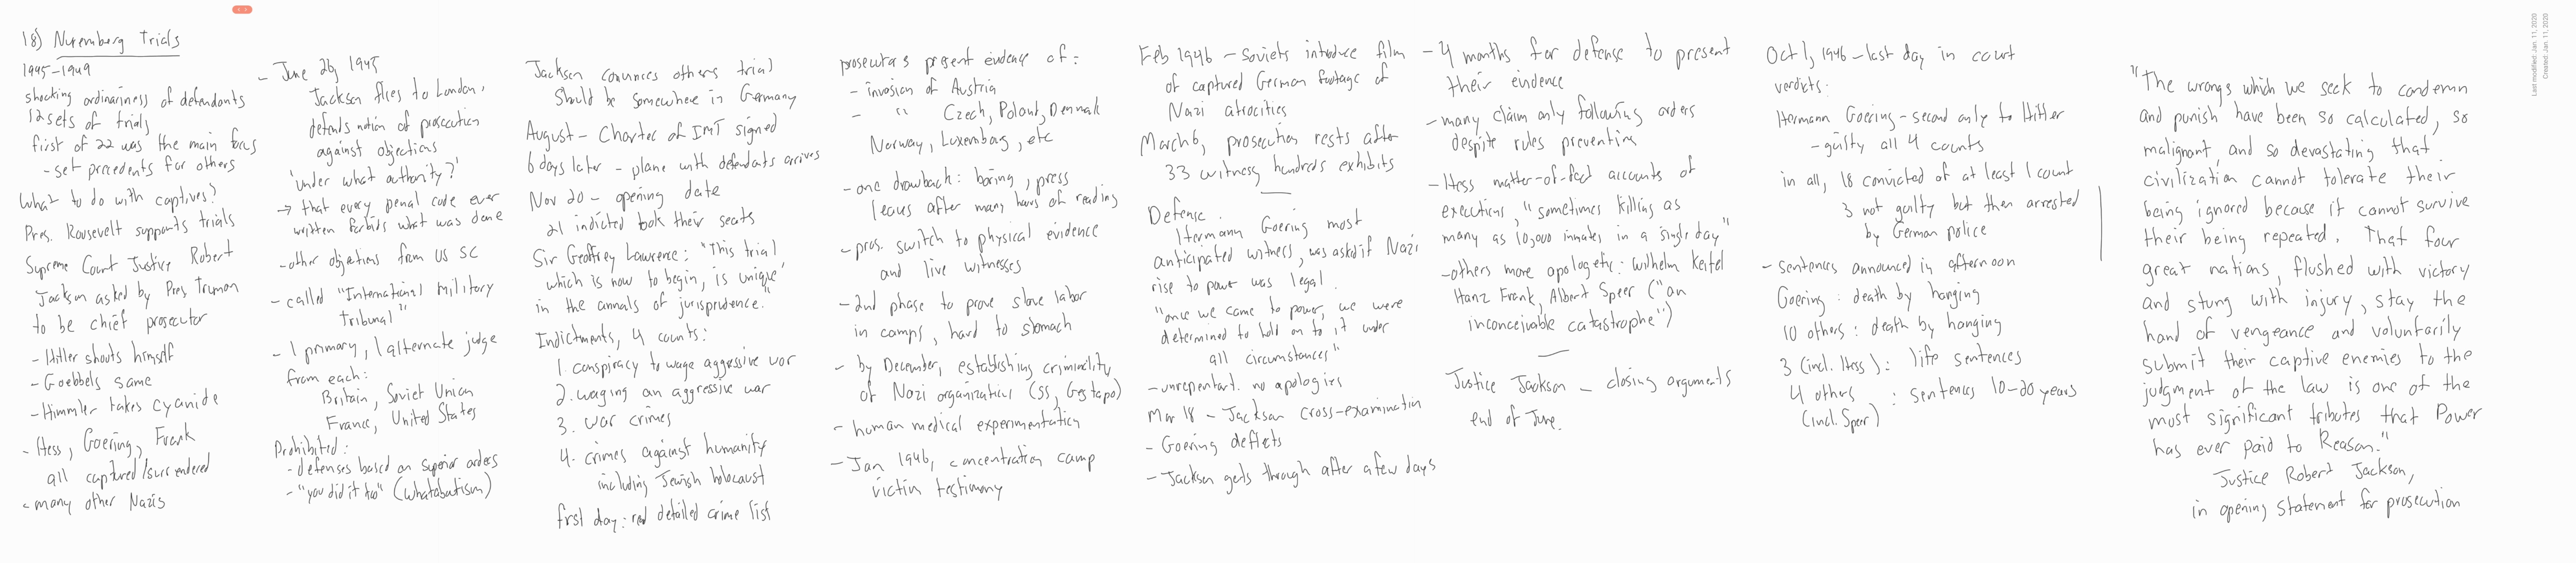 18) Nuremberg Trials
1945-1949
shocking ordinariness of defendants
12 sets of trials
first of 22 was the main focus
- set precedents for others
What to do with captives?
Pres. Roosevelt supports trials
Supreme Court Justice Robert
Jackson asked by Pres Truman
to be chief prosecutor
- Hitler shoots himself
- Goebbels same
- Himmler takes cyanide
- Hess, Goering, Frank
all captured/surrendered
- many other Nazis
- June 26, 1945
Jackson flies to London,
defends notion of prosecution
against objections
'under what authority?'
→ that every penal code ever
written forbids what was done
- other objections from US SC
- called "International Military
Tribunal"
- 1 primary, 1 alternate judge
from each:
Britain, Soviet Union
France, United States
Prohibited:
- defenses based on superior orders
- "you did it too" (whataboutism)
Jackson convinces others trial
should be somewhere in Germany
August - Charter of IMT signed
6 days later - plane with defendants arrives
Nov 20 - opening date
21 indicted took their seats
Sir Geoffrey Lawrence: "This trial
which is now to begin, is unique
in the annals of jurisprudence."
Indictments, 4 counts:
1. conspiracy to wage aggressive war
2. waging an aggressive war
3. war crimes
4. crimes against humanity
including Jewish holocaust
first day: read detailed crime list
prosecutors present evidence of:
- invasion of Austria
- " Czech, Poland, Denmark
Norway, Luxemborg, etc
- one drawback: boring, press
leaves after many hours of reading
- pros. switch to physical evidence
and live witnesses
- 2nd phase to prove slave labor
in camps, hard to stomach
- by December, establishing criminality
of Nazi organizations (SS, Gestapo)
- human medical experimentation
- Jan 1946, concentration camp
victim testimony
Feb 1946 - Soviets introduce film
of captured German footage of
Nazi atrocities
March 6, prosecution rests after
33 witness hundreds exhibits
Defense.
Hermann Goering most
anticipated witness, was asked if Nazi
rise to power was legal.
"once we came to power, we were
determined to hold on to it under
all circumstances"
- unrepentant. no apologies
Mar 18 - Jackson cross-examination
- Goering deflects
- Jackson gets through after a few days
- 4 months for defense to present
their evidence
- many claim only following orders
despite rules preventing
- Hess matter-of-fact accounts of
executions, "sometimes killing as
many as 10,000 inmates in a single day"
- others more apologetic: Wilhelm Keitel
Hanz Frank, Albert Speer ("an
inconceivable catastrophe")
Justice Jackson - closing arguments
end of June.
Oct 1, 1946 - last day in court
verdicts:
Hermann Goering - second only to Hitler
- guilty all 4 counts
in all, 18 convicted of at least 1 count
3 not guilty but then arrested
by German police
- sentences announced in afternoon
Goering: death by hanging
10 others: death by hanging
3 (incl. Hess): life sentences
4 others : sentences 10-20 years
(incl. Speer)
"The wrongs which we seek to condemn
and punish have been so calculated, so
malignant, and so devastating that
civilization cannot tolerate their
being ignored because it cannot survive
their being repeated. That four
great nations, flushed with victory
and stung with injury, stay the
hand of vengeance and voluntarily
submit their captive enemies to the
judgment of the law is one of the
most significant tributes that Power
has ever paid to Reason."
Justice Robert Jackson,
in opening statement for prosecution
Last modified: Jan. 11, 2020
Created: Jan. 11, 2020